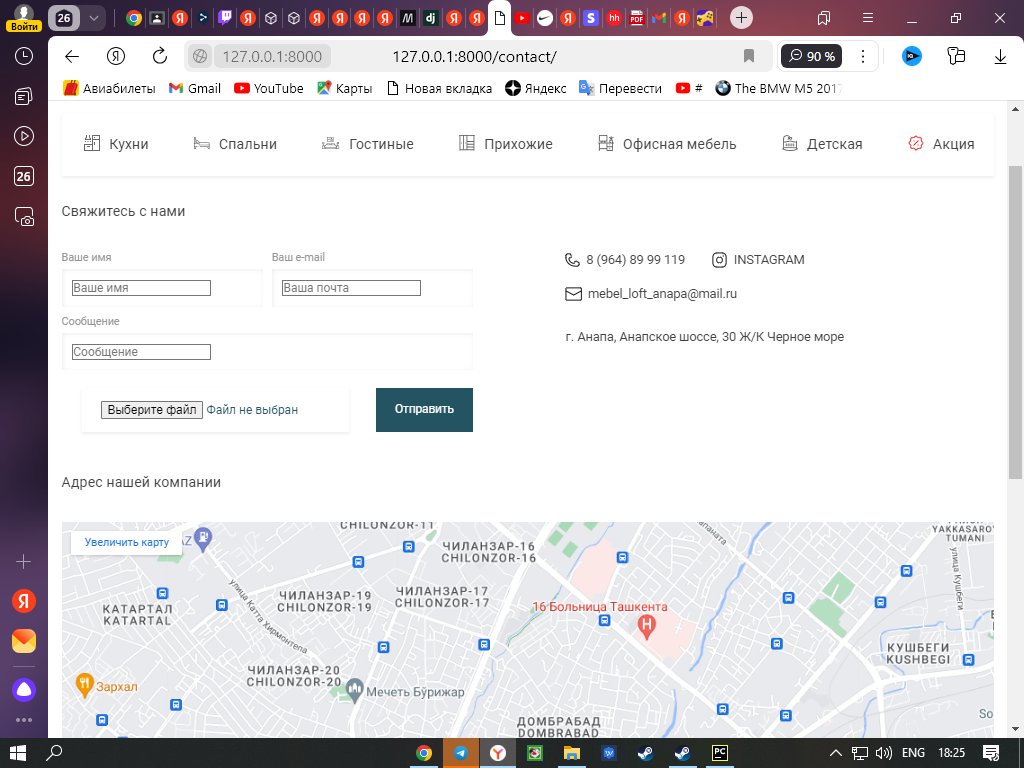 26
Войти
127.0.0.1:8000
127.0.0.1:8000/contact/
90 %
Авиабилеты
Gmail
YouTube
Карты
Новая вкладка
Яндекс
Перевести
#
The BMW M5 2017
26
Кухни
Спальни
Гостиные
Прихожие
Офисная мебель
Детская
Акция
Свяжитесь с нами
Ваше имя
Ваш e-mail
Ваше имя
Ваша почта
Сообщение
Сообщение
Выберите файл Файл не выбран
Отправить
8 (964) 89 99 119
INSTAGRAM
mebel_loft_anapa@mail.ru
г. Анапа, Анапское шоссе, 30 Ж/К Черное море
Адрес нашей компании
Увеличить карту
CHILONZOR-11
ЧИЛАНЗАР-16
CHILONZOR-16
YAKKASARO
TUMANI
улица Кушбеги
ЧИЛАНЗАР-19
CHILONZOR-19
ЧИЛАНЗАР-17
CHILONZOR-17
КАТАРТАЛ
KATARTAL
улица Катта Хирмонтепа
16 Больница Ташкента
КУШБЕГИ
KUSHBEGI
ЧИЛАНЗАР-20
CHILONZOR-20
Зархал
Мечеть Бўрижар
ДОМБРАБАД
DOMBRABAD
So
ENG
18:25